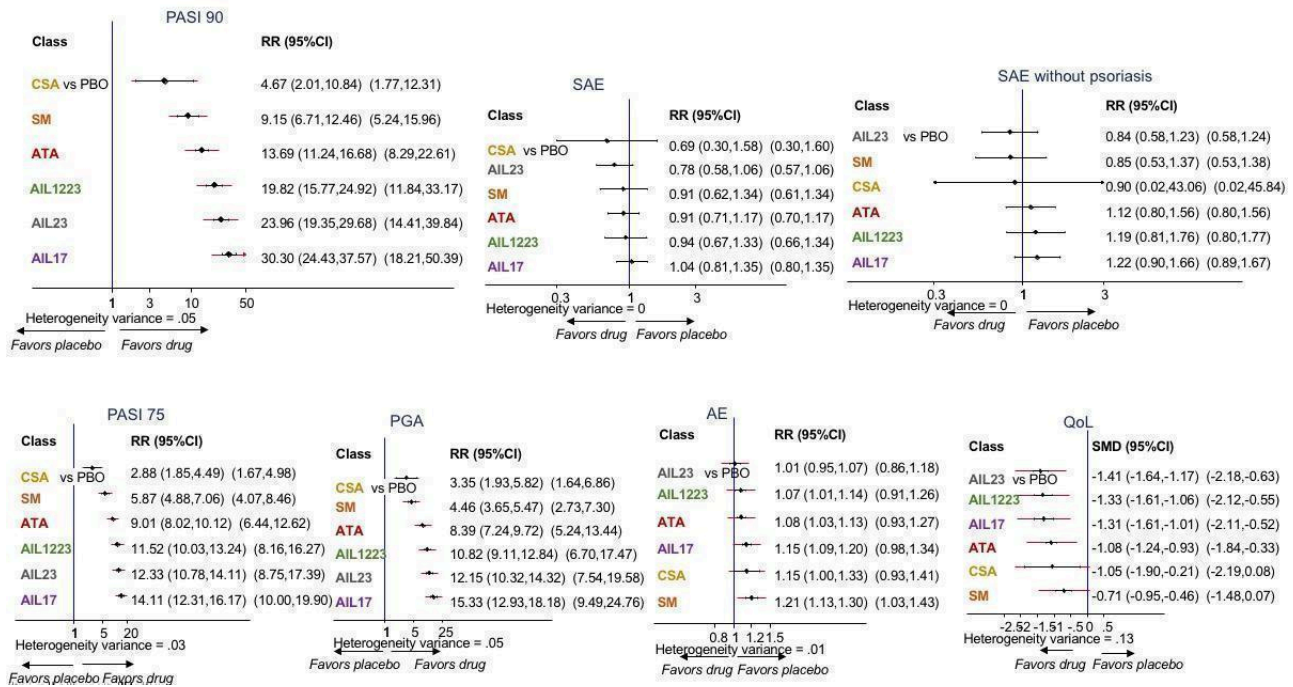 PASI 90
Class RR (95%CI)
CSA vs PBO 4.67 (2.01,10.84) (1.77,12.31)
SM 9.15 (6.71,12.46) (5.24,15.96)
ATA 13.69 (11.24,16.68) (8.29,22.61)
AIL1223 19.82 (15.77,24.92) (11.84,33.17)
AIL23 23.96 (19.35,29.68) (14.41,39.84)
AIL17 30.30 (24.43,37.57) (18.21,50.39)
1 3 10 50
Heterogeneity variance = .05
Favors placebo Favors drug
SAE
Class RR (95%CI)
CSA vs PBO 0.69 (0.30,1.58) (0.30,1.60)
AIL23 0.78 (0.58,1.06) (0.57,1.06)
SM 0.91 (0.62,1.34) (0.61,1.34)
ATA 0.91 (0.71,1.17) (0.70,1.17)
AIL1223 0.94 (0.67,1.33) (0.66,1.34)
AIL17 1.04 (0.81,1.35) (0.80,1.35)
0.3 1 3
Heterogeneity variance = 0
Favors drug Favors placebo
SAE without psoriasis
Class RR (95%CI)
AIL23 vs PBO 0.84 (0.58,1.23) (0.58,1.24)
SM 0.85 (0.53,1.37) (0.53,1.38)
CSA 0.90 (0.02,43.06) (0.02,45.84)
ATA 1.12 (0.80,1.56) (0.80,1.56)
AIL1223 1.19 (0.81,1.76) (0.80,1.77)
AIL17 1.22 (0.90,1.66) (0.89,1.67)
0.3 1 3
Heterogeneity variance = 0
Favors drug Favors placebo
PASI 75
Class RR (95%CI)
CSA vs PBO 2.88 (1.85,4.49) (1.67,4.98)
SM 5.87 (4.88,7.06) (4.07,8.46)
ATA 9.01 (8.02,10.12) (6.44,12.62)
AIL1223 11.52 (10.03,13.24) (8.16,16.27)
AIL23 12.33 (10.78,14.11) (8.75,17.39)
AIL17 14.11 (12.31,16.17) (10.00,19.90)
1 5 20
Heterogeneity variance = .03
Favors placebo Favors drug
PGA
Class RR (95%CI)
CSA vs PBO 3.35 (1.93,5.82) (1.64,6.86)
SM 4.46 (3.65,5.47) (2.73,7.30)
ATA 8.39 (7.24,9.72) (5.24,13.44)
AIL1223 10.82 (9.11,12.84) (6.70,17.47)
AIL23 12.15 (10.32,14.32) (7.54,19.58)
AIL17 15.33 (12.93,18.18) (9.49,24.76)
1 5 25
Heterogeneity variance = .05
Favors placebo Favors drug
AE
Class RR (95%CI)
AIL23 vs PBO 1.01 (0.95,1.07) (0.86,1.18)
AIL1223 1.07 (1.01,1.14) (0.91,1.26)
ATA 1.08 (1.03,1.13) (0.93,1.27)
AIL17 1.15 (1.09,1.20) (0.98,1.34)
CSA 1.15 (1.00,1.33) (0.93,1.41)
SM 1.21 (1.13,1.30) (1.03,1.43)
0.8 1 1.21.5
Heterogeneity variance = .01
Favors drug Favors placebo
QoL
Class SMD (95%CI)
AIL23 vs PBO -1.41 (-1.64,-1.17) (-2.18,-0.63)
AIL1223 -1.33 (-1.61,-1.06) (-2.12,-0.55)
AIL17 -1.31 (-1.61,-1.01) (-2.11,-0.52)
ATA -1.08 (-1.24,-0.93) (-1.84,-0.33)
CSA -1.05 (-1.90,-0.21) (-2.19,0.08)
SM -0.71 (-0.95,-0.46) (-1.48,0.07)
-2.52 -1.51 -.5 0 .5
Heterogeneity variance = .13
Favors drug Favors placebo